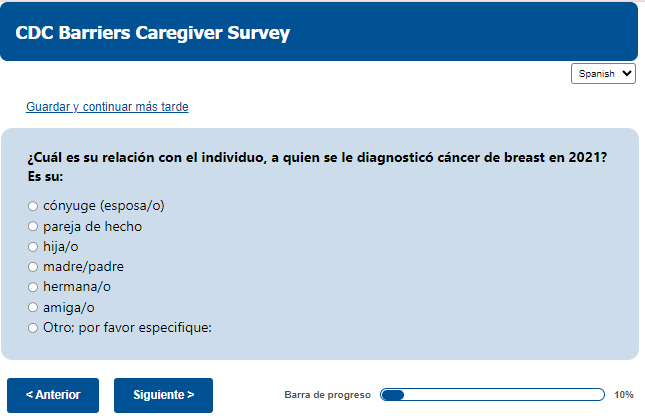 CDC Barriers Caregiver Survey
Spanish
Guardar y continuar más tarde
¿Cuál es su relación con el individuo, a quien se le diagnosticó cáncer de breast en 2021?
Es su:
cónyuge (esposa/o)
pareja de hecho
hija/o
madre/padre
hermana/o
amiga/o
Otro; por favor especifique:
< Anterior
Siguiente >
Barra de progreso
10%